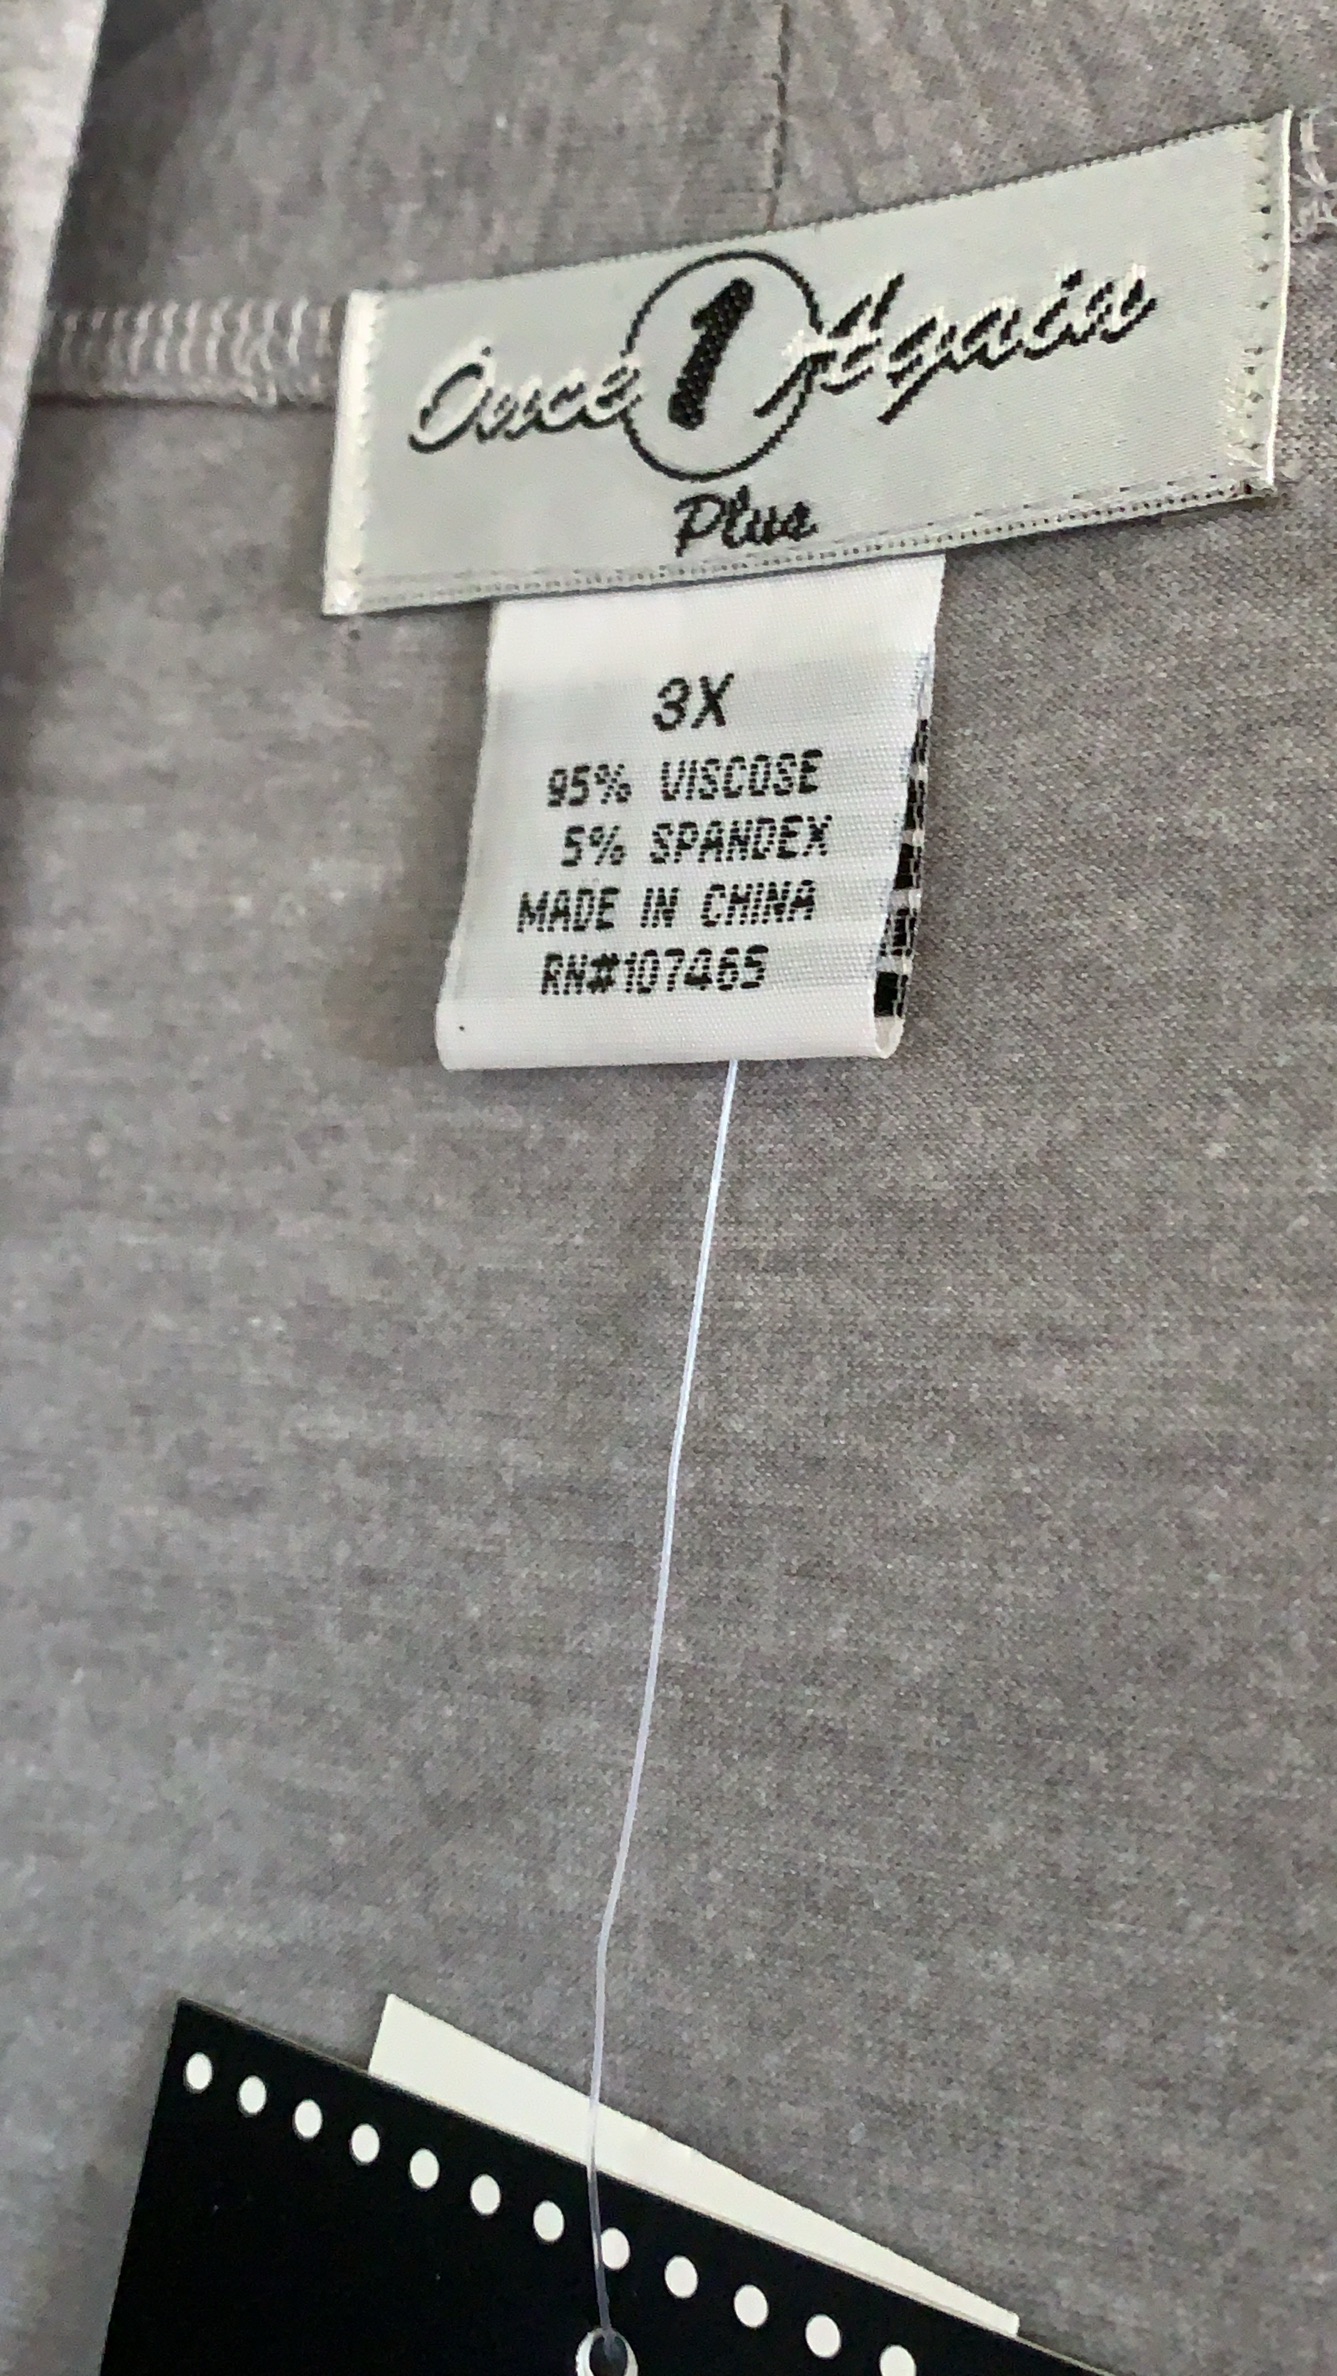 Once 1 Again
Plus
3X
95% VISCOSE
5% SPANDEX
MADE IN CHINA
RN#107465